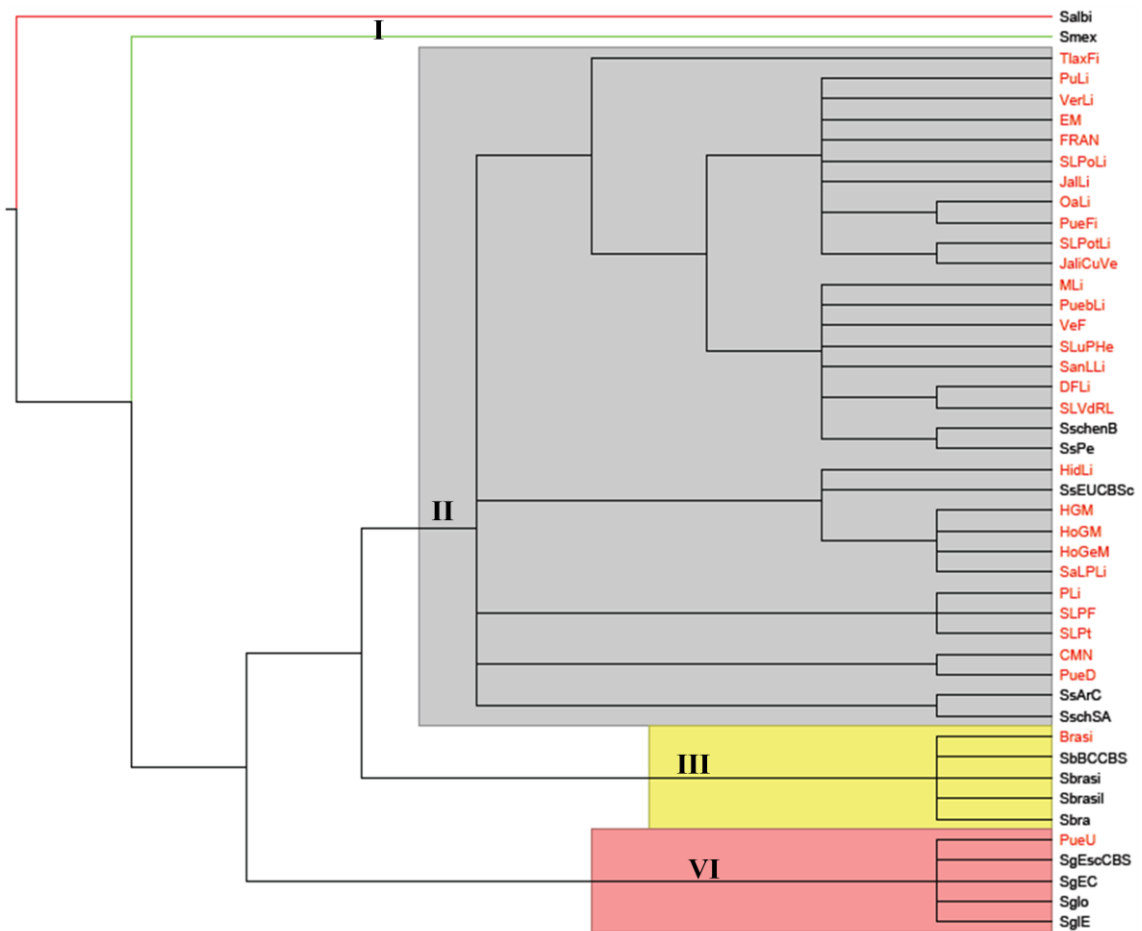 Salbi
I
Smex
TlaxFi
PuLi
VerLi
EM
FRAN
SLPoLi
JalLi
OaLi
PueFi
SLPotLi
JaliCuVe
MLi
PuebLi
VeF
SLuPHe
SanLLi
DFLi
SLVdRL
SschenB
SsPe
HidLi
SsEUCBSc
II
HGM
HoGM
HoGeM
SaLPLi
PLi
SLPF
SLPt
CMN
PueD
SsArC
SschSA
Brasi
SbBCCBS
III
Sbrasi
Sbrasil
Sbra
PueU
SgEscCBS
VI
SgEC
Sglo
SglE